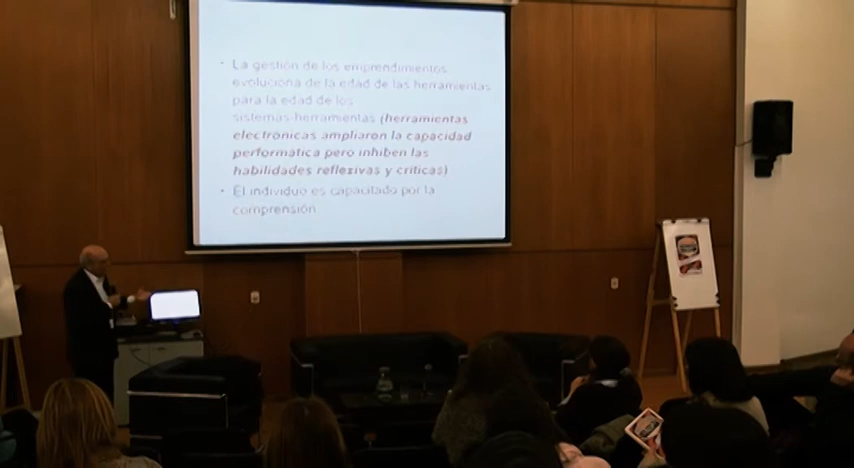 • La gestión de los emprendimientos
evoluciona de la edad de las herramientas
para la edad de los
sistemas-herramientas (herramientas
electrónicas ampliaron la capacidad
performática pero inhiben las
habilidades reflexivas y críticas)
• El individuo es capacitado por la
comprensión